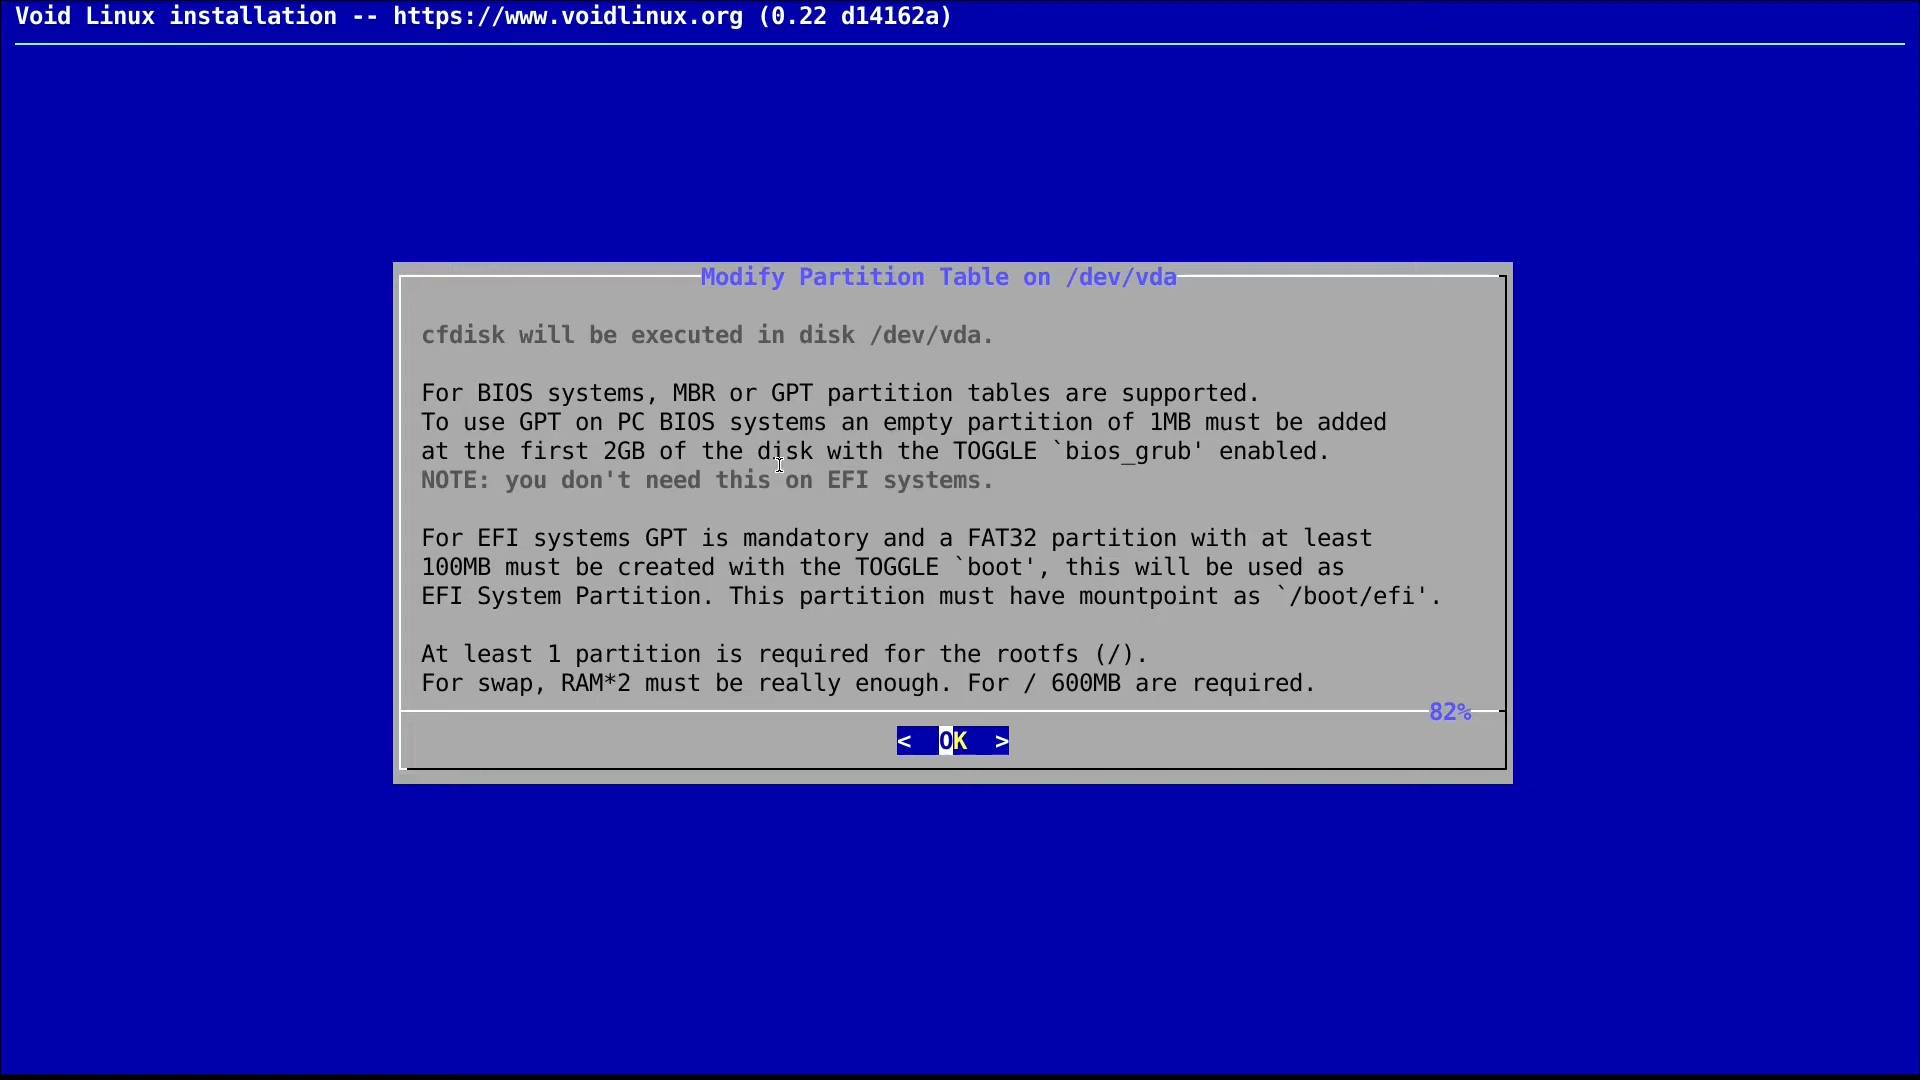 Void Linux installation -- https://www.voidlinux.org (0.22 d14162a)
Modify Partition Table on /dev/vda
cfdisk will be executed in disk /dev/vda.
For BIOS systems, MBR or GPT partition tables are supported.
To use GPT on PC BIOS systems an empty partition of 1MB must be added
at the first 2GB of the disk with the TOGGLE `bios_grub' enabled.
NOTE: you don't need this on EFI systems.
For EFI systems GPT is mandatory and a FAT32 partition with at least
100MB must be created with the TOGGLE `boot', this will be used as
EFI System Partition. This partition must have mountpoint as `/boot/efi'.
At least 1 partition is required for the rootfs (/).
For swap, RAM*2 must be really enough. For / 600MB are required.
82%
<  OK  >